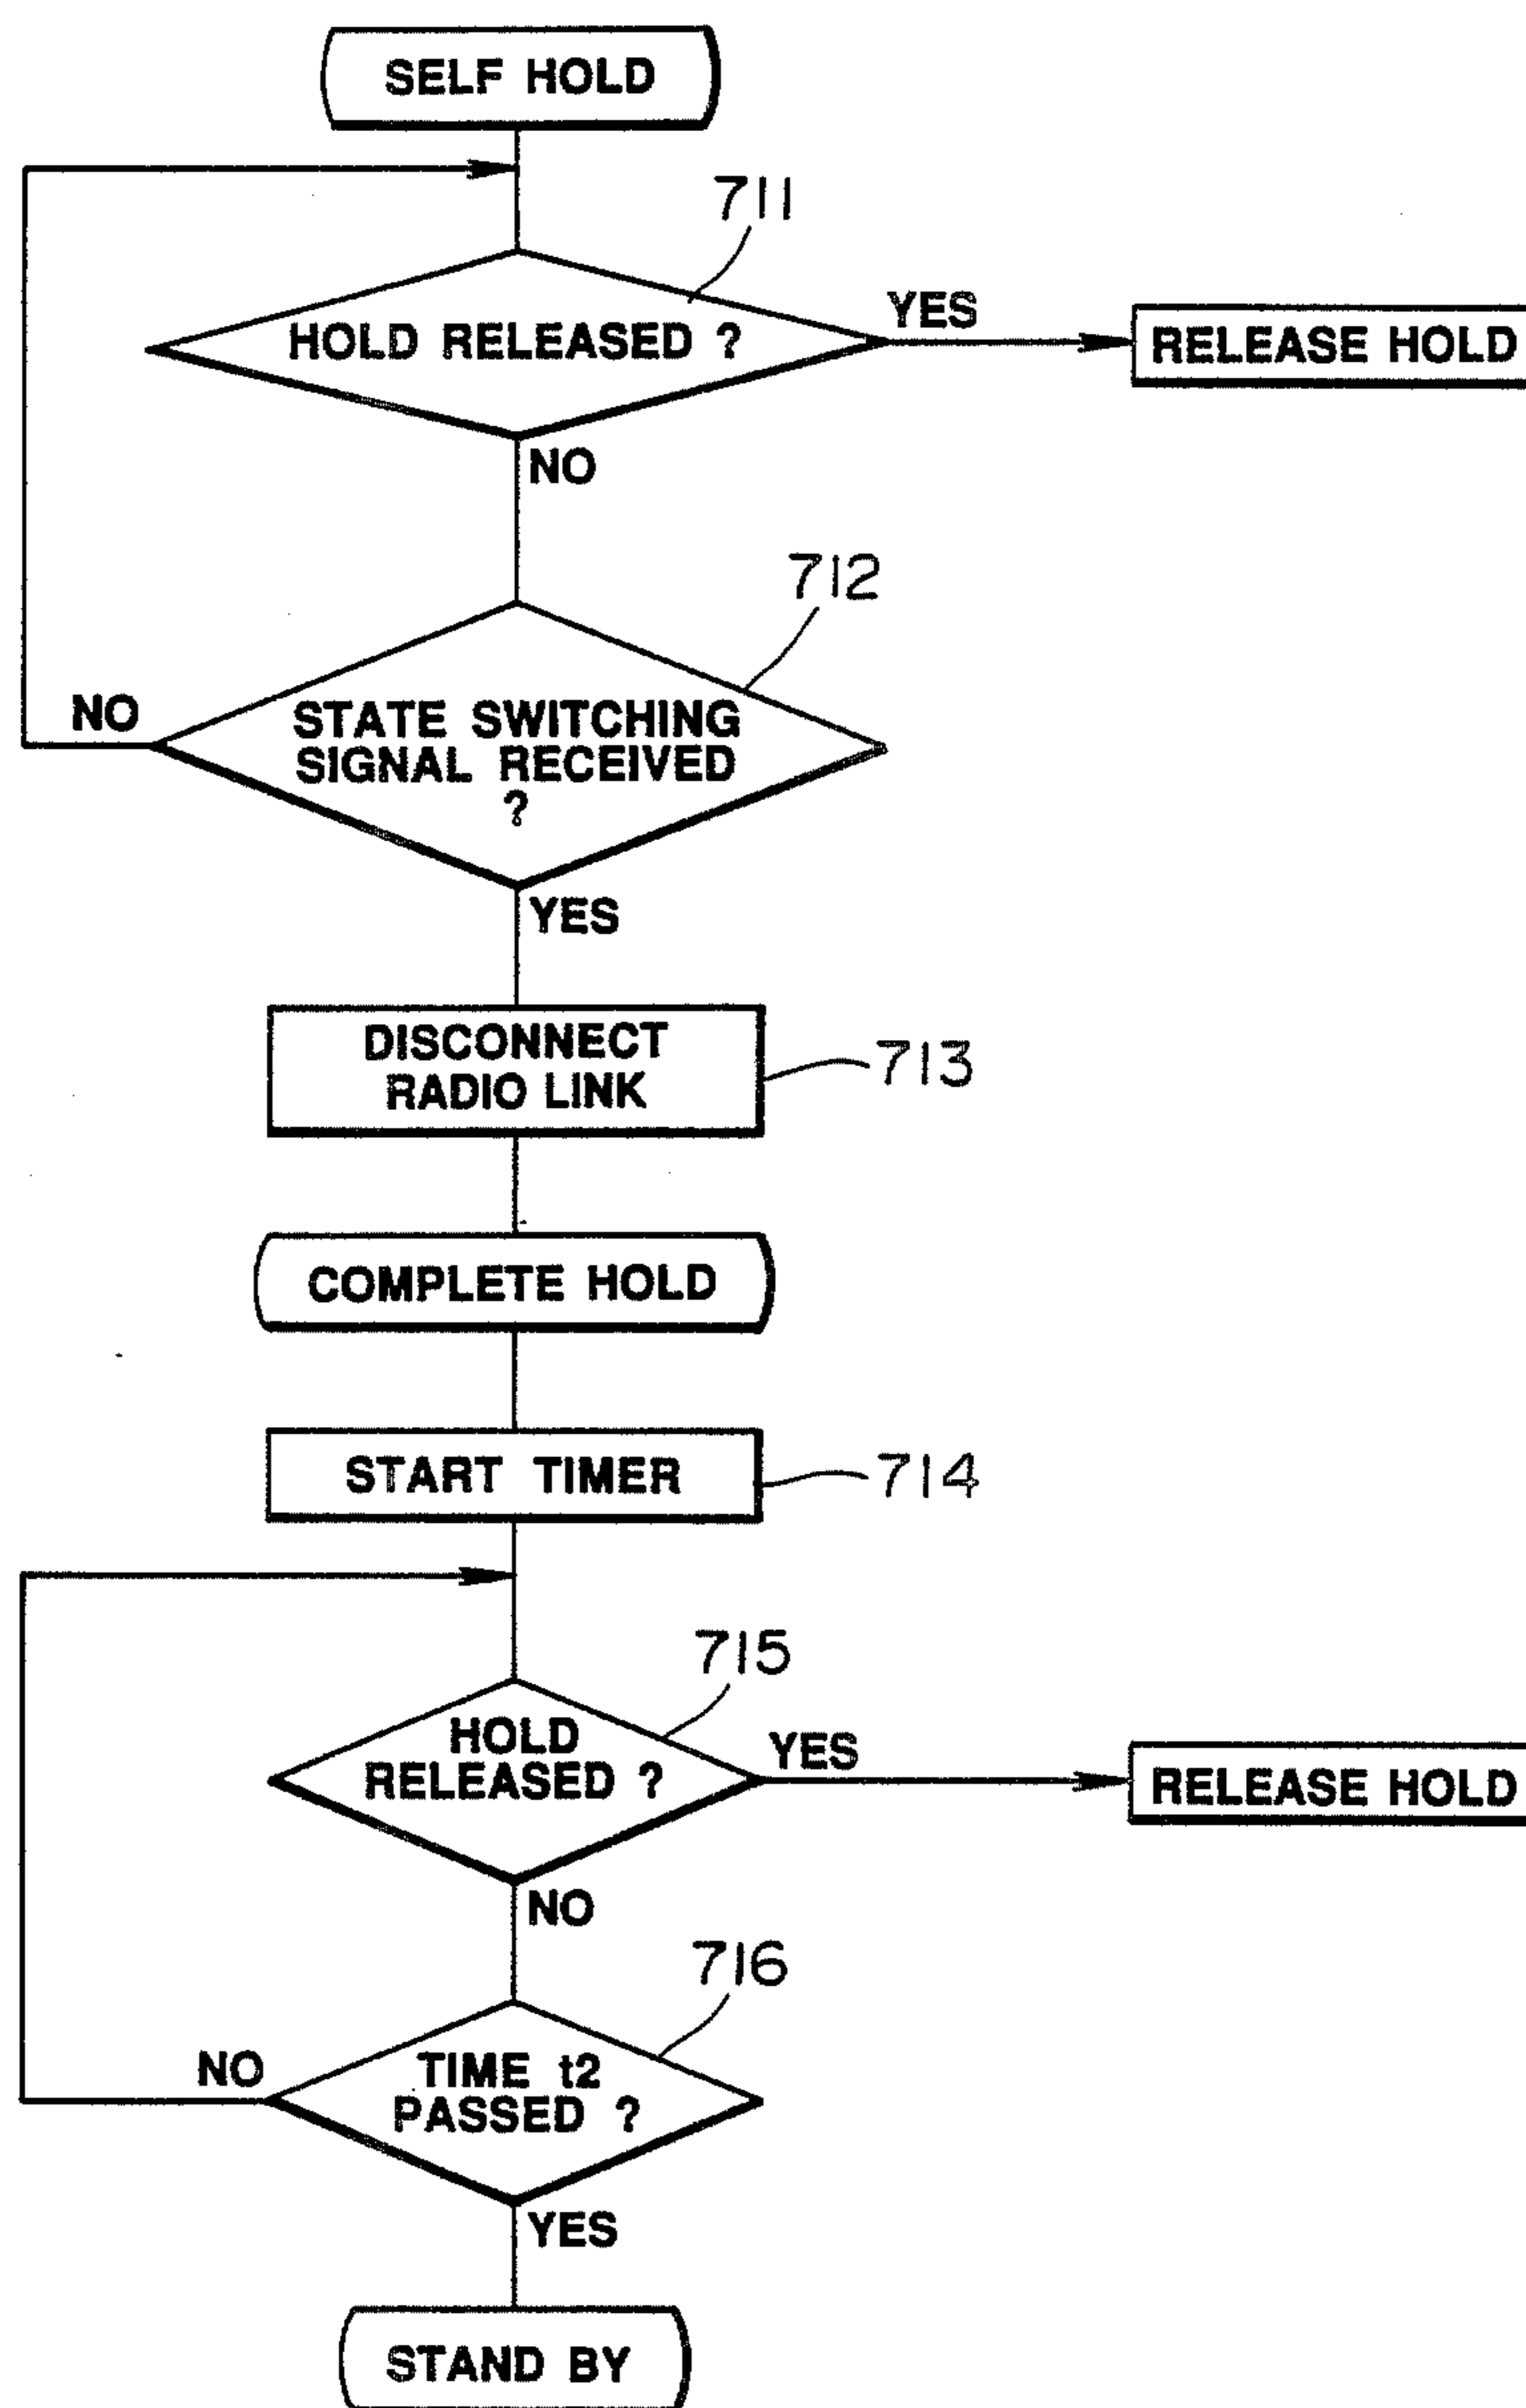 SELF HOLD
711
HOLD RELEASED ?
YES
RELEASE HOLD
NO
712
STATE SWITCHING
SIGNAL RECEIVED
?
NO
YES
DISCONNECT
RADIO LINK
713
COMPLETE HOLD
START TIMER
714
715
HOLD
RELEASED ?
YES
RELEASE HOLD
NO
716
TIME t2
PASSED ?
NO
YES
STAND BY